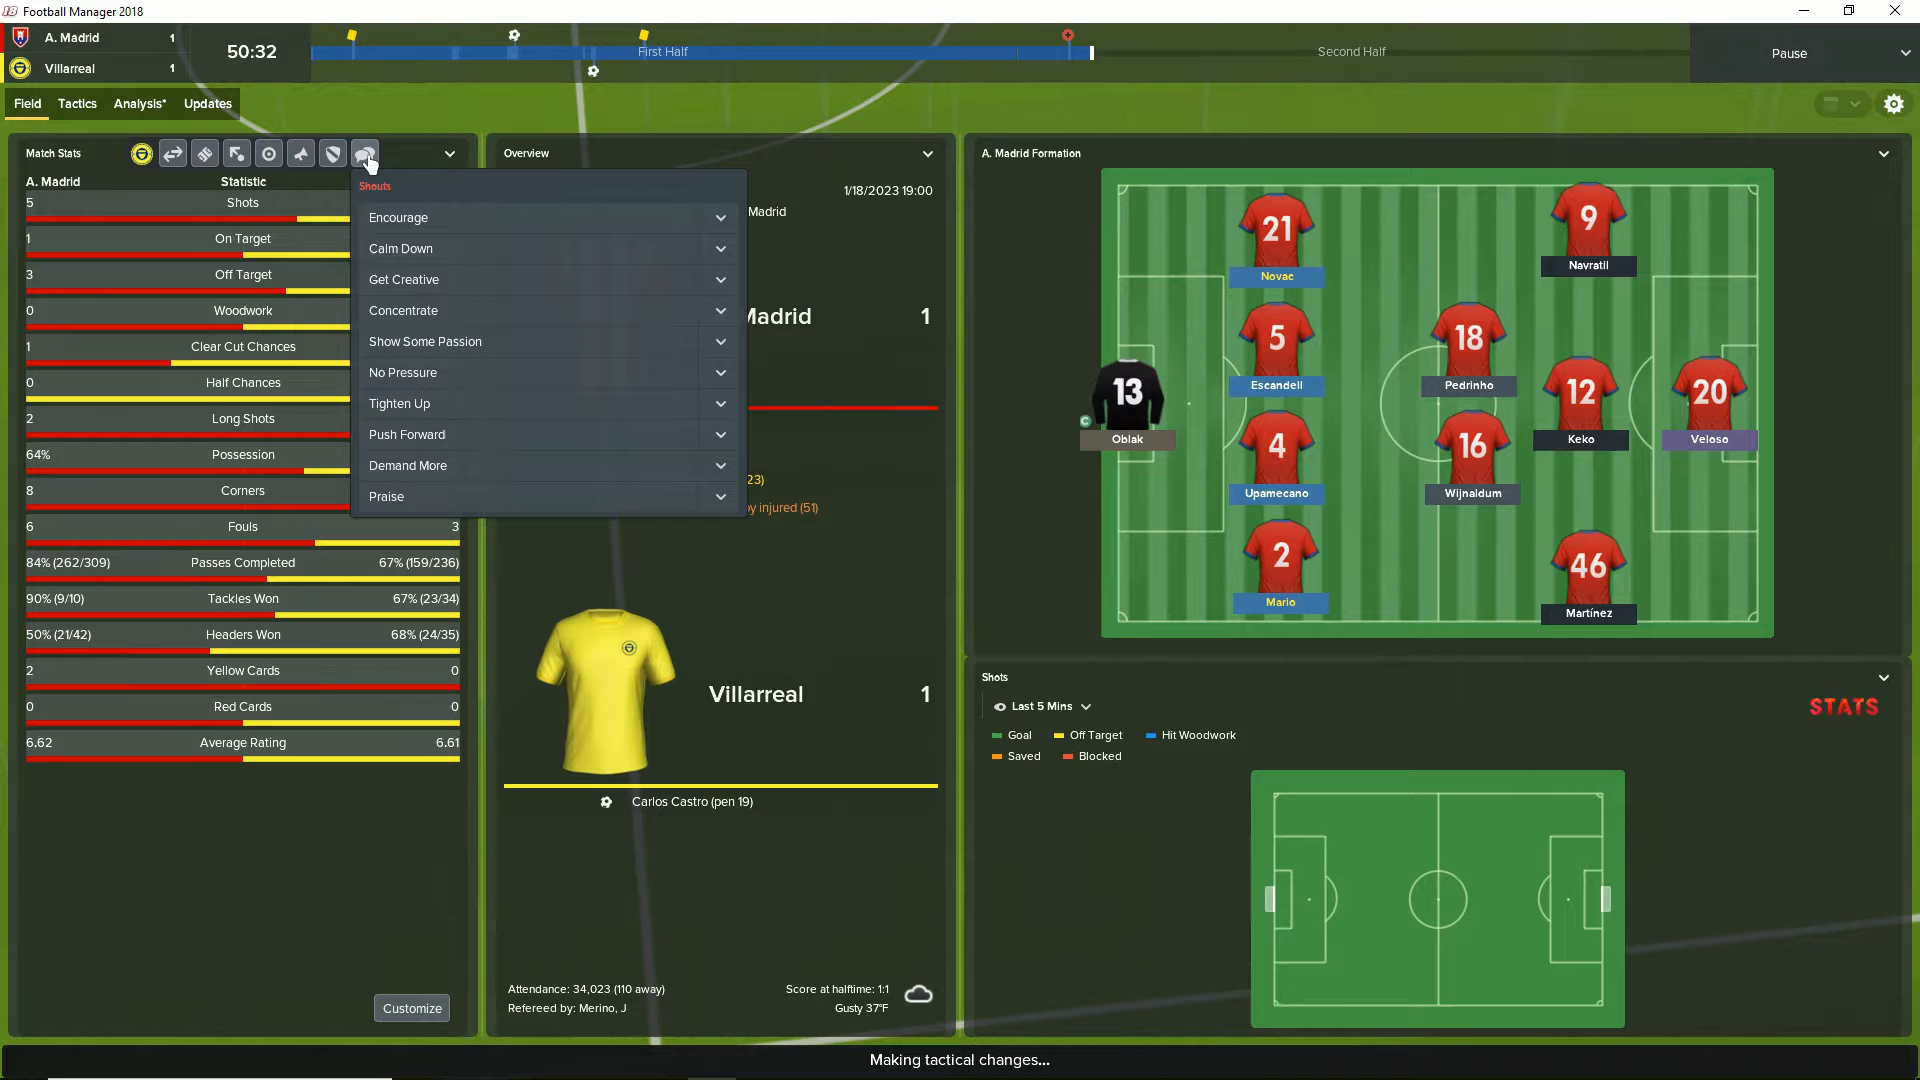 Football Manager 2018
A. Madrid 1
Villarreal 1
50:32
First Half
Second Half
Pause
Field Tactics Analysis* Updates
Match Stats
A. Madrid Statistic
5 Shots
1 On Target
3 Off Target
0 Woodwork
1 Clear Cut Chances
0 Half Chances
2 Long Shots
64% Possession
8 Corners
6 Fouls 3
84% (262/309) Passes Completed 67% (159/236)
90% (9/10) Tackles Won 67% (23/34)
50% (21/42) Headers Won 68% (24/35)
2 Yellow Cards 0
0 Red Cards 0
6.62 Average Rating 6.61
Customize
Shouts
Encourage
Calm Down
Get Creative
Concentrate
Show Some Passion
No Pressure
Tighten Up
Push Forward
Demand More
Praise
Overview
1/18/2023 19:00
Madrid
Madrid 1
23)
by injured (51)
Villarreal 1
Carlos Castro (pen 19)
Attendance: 34,023 (110 away)
Refereed by: Merino, J
Score at halftime: 1:1
Gusty 37°F
A. Madrid Formation
21
Novac
9
Navratil
5
Escandell
18
Pedrinho
13
C
Oblak
12
Keko
20
Veloso
4
Upamecano
16
Wijnaldum
2
Mario
46
Martínez
Shots
Last 5 Mins
STATS
Goal Off Target Hit Woodwork
Saved Blocked
Making tactical changes...